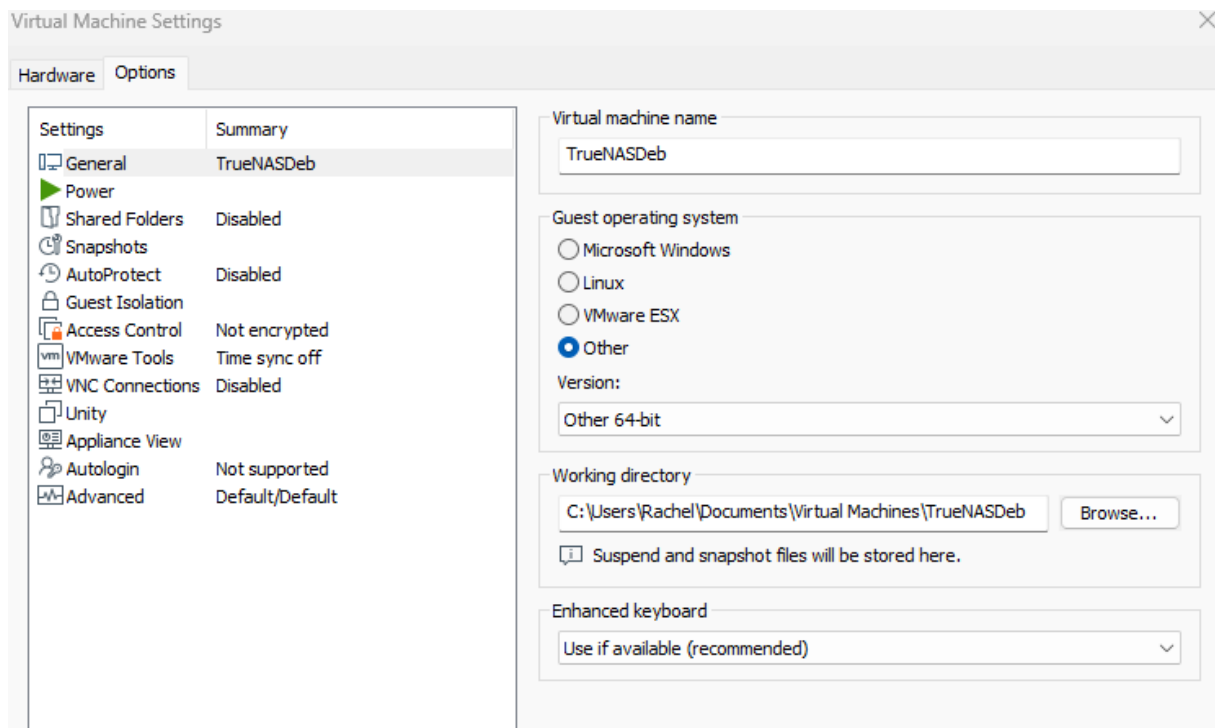 Virtual Machine Settings
Hardware Options
Settings Summary
General TrueNASDeb
Power
Shared Folders Disabled
Snapshots
AutoProtect Disabled
Guest Isolation
Access Control Not encrypted
vm VMware Tools Time sync off
VNC Connections Disabled
Unity
Appliance View
Autologin Not supported
Advanced Default/Default
Virtual machine name
TrueNASDeb
Guest operating system
Microsoft Windows
Linux
VMware ESX
Other
Version:
Other 64-bit
Working directory
C:\Users\Rachel\Documents\Virtual Machines\TrueNASDeb Browse...
Suspend and snapshot files will be stored here.
Enhanced keyboard
Use if available (recommended)